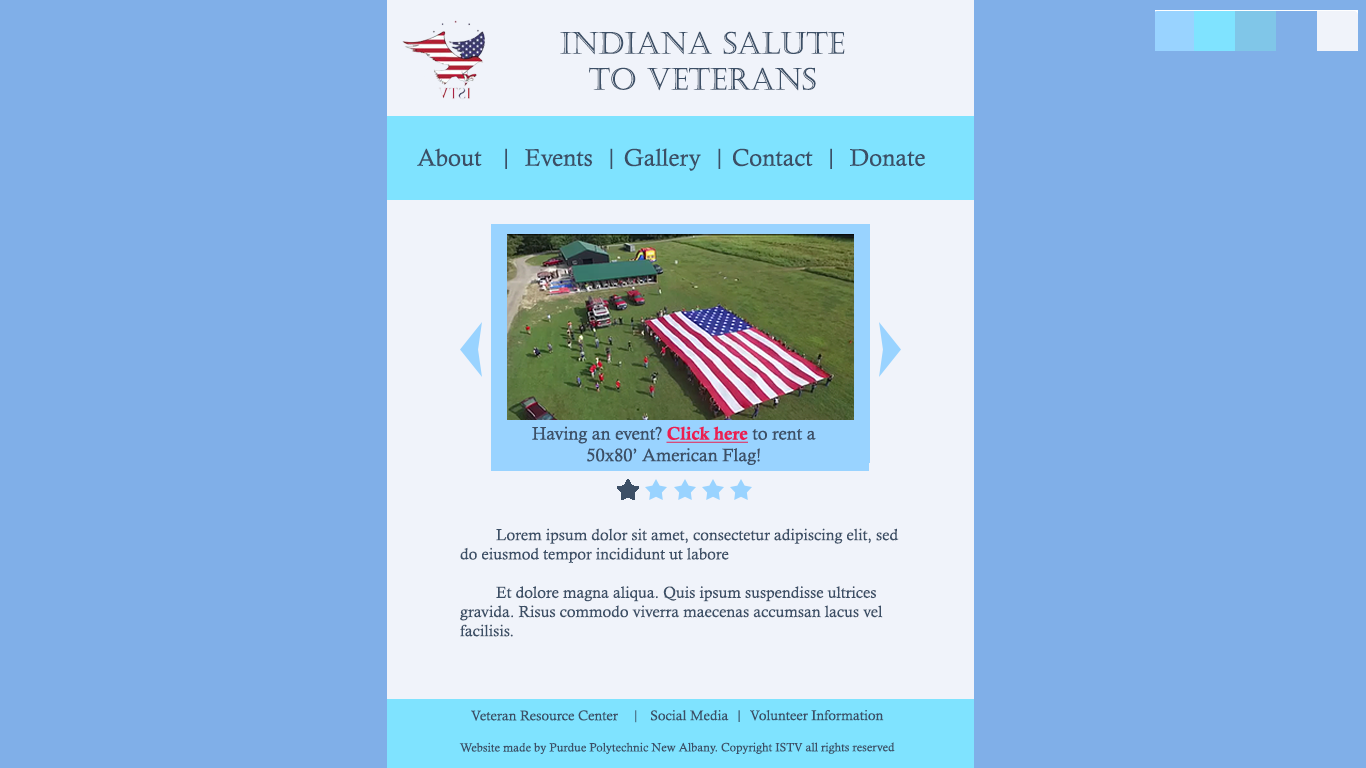 INDIANA SALUTE
TO VETERANS
About | Events | Gallery | Contact | Donate
Having an event? Click here to rent a
50x80’ American Flag!
Lorem ipsum dolor sit amet, consectetur adipiscing elit, sed
do eiusmod tempor incididunt ut labore
Et dolore magna aliqua. Quis ipsum suspendisse ultrices
gravida. Risus commodo viverra maecenas accumsan lacus vel
facilisis.
Veteran Resource Center | Social Media | Volunteer Information
Website made by Purdue Polytechnic New Albany. Copyright ISTV all rights reserved